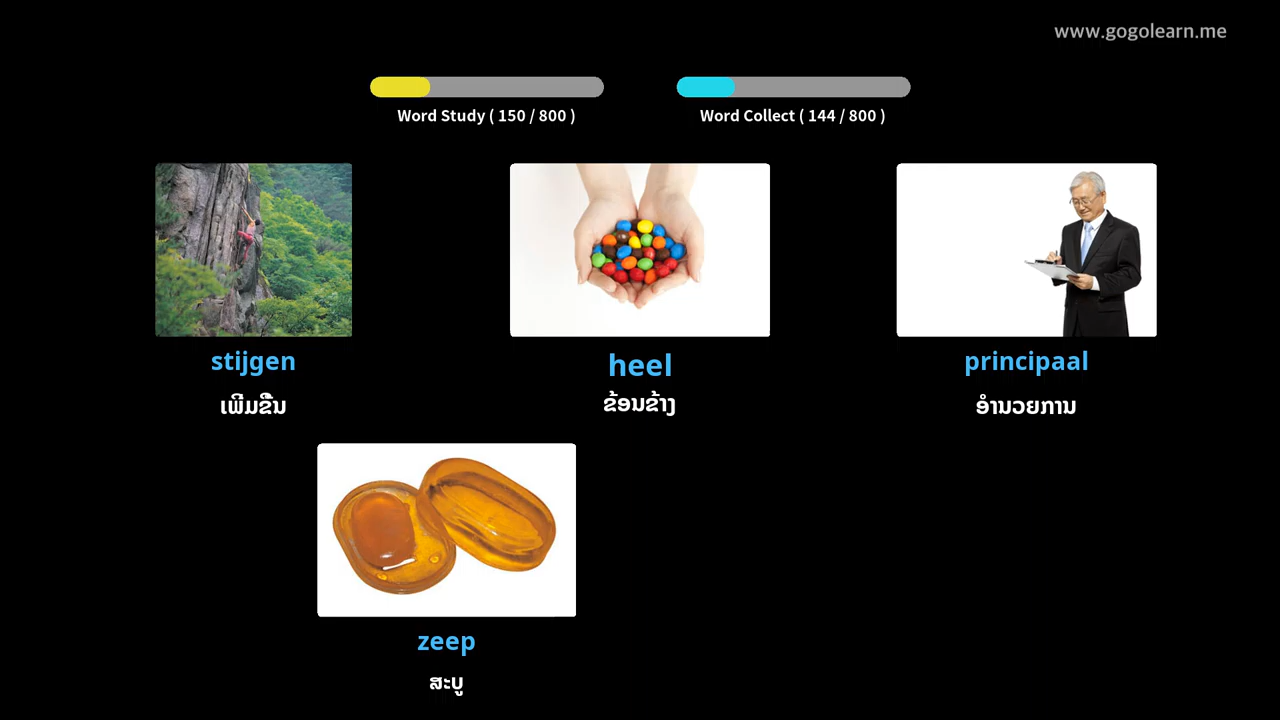 www.gogolearn.me
Word Study ( 150 / 800 )
Word Collect ( 144 / 800 )
stijgen
heel
principaal
ເພີ່ມຂື້ນ
ຂ້ອນຂ້າງ
ອໍານວຍການ
zeep
ສະບູ